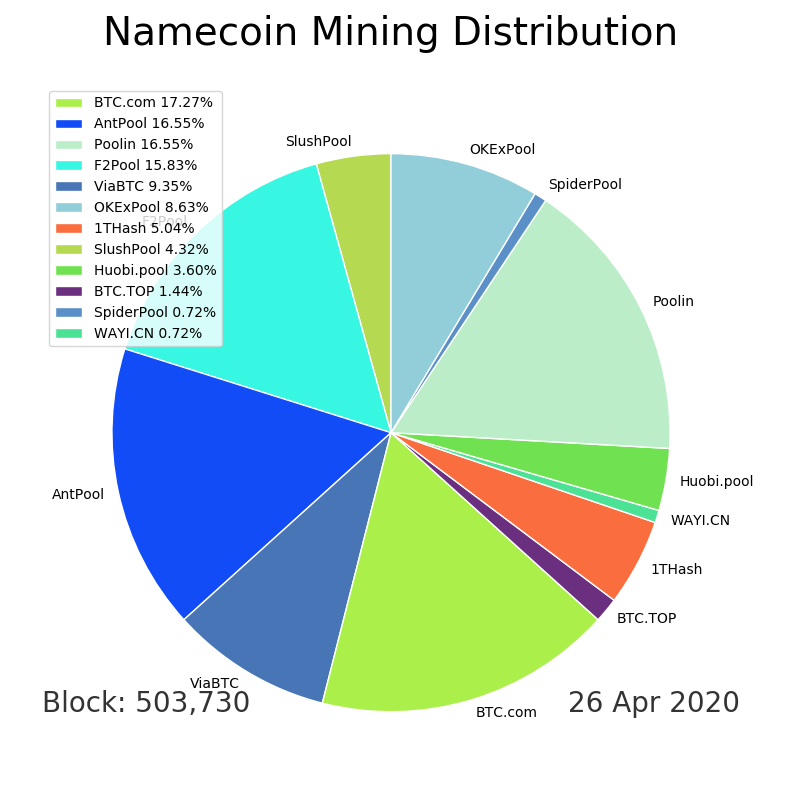 Namecoin Mining Distribution
BTC.com 17.27%
AntPool 16.55%
Poolin 16.55%
F2Pool 15.83%
ViaBTC 9.35%
OKExPool 8.63%
1THash 5.04%
SlushPool 4.32%
Huobi.pool 3.60%
BTC.TOP 1.44%
SpiderPool 0.72%
WAYI.CN 0.72%
SlushPool
OKExPool
SpiderPool
F2Pool
Poolin
Huobi.pool
AntPool
WAYI.CN
1THash
BTC.TOP
ViaBTC
BTC.com
Block: 503,730
26 Apr 2020